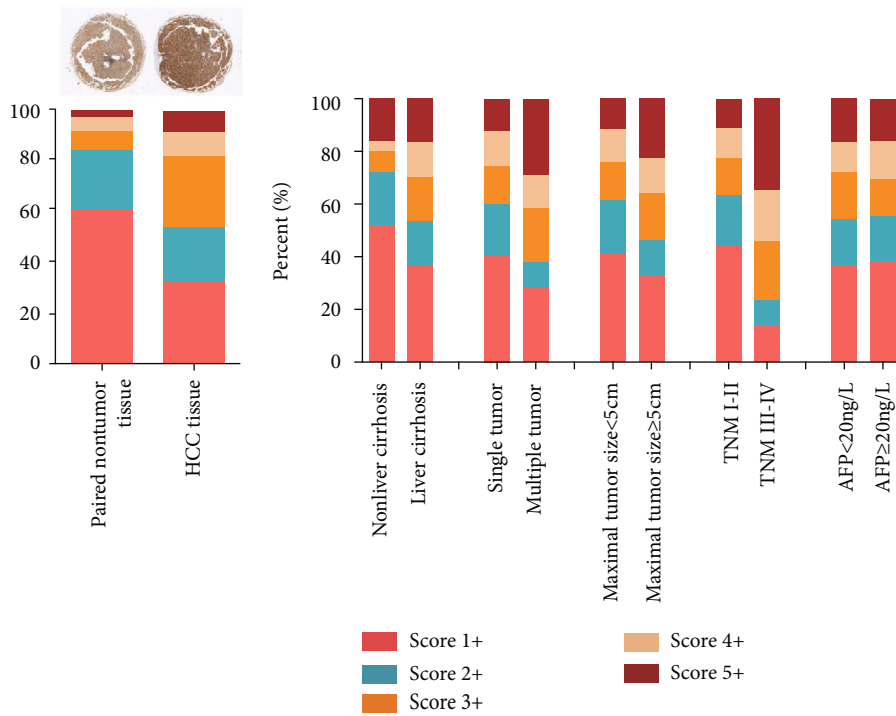 100
80
60
40
20
0
Paired nontumor
tissue
HCC tissue
Percent (%)
100
80
60
40
20
0
Nonliver cirrhosis
Liver cirrhosis
Single tumor
Multiple tumor
Maximal tumor size<5cm
Maximal tumor size≥5cm
TNM I-II
TNM III-IV
AFP<20ng/L
AFP≥20ng/L
Score 1+
Score 2+
Score 3+
Score 4+
Score 5+